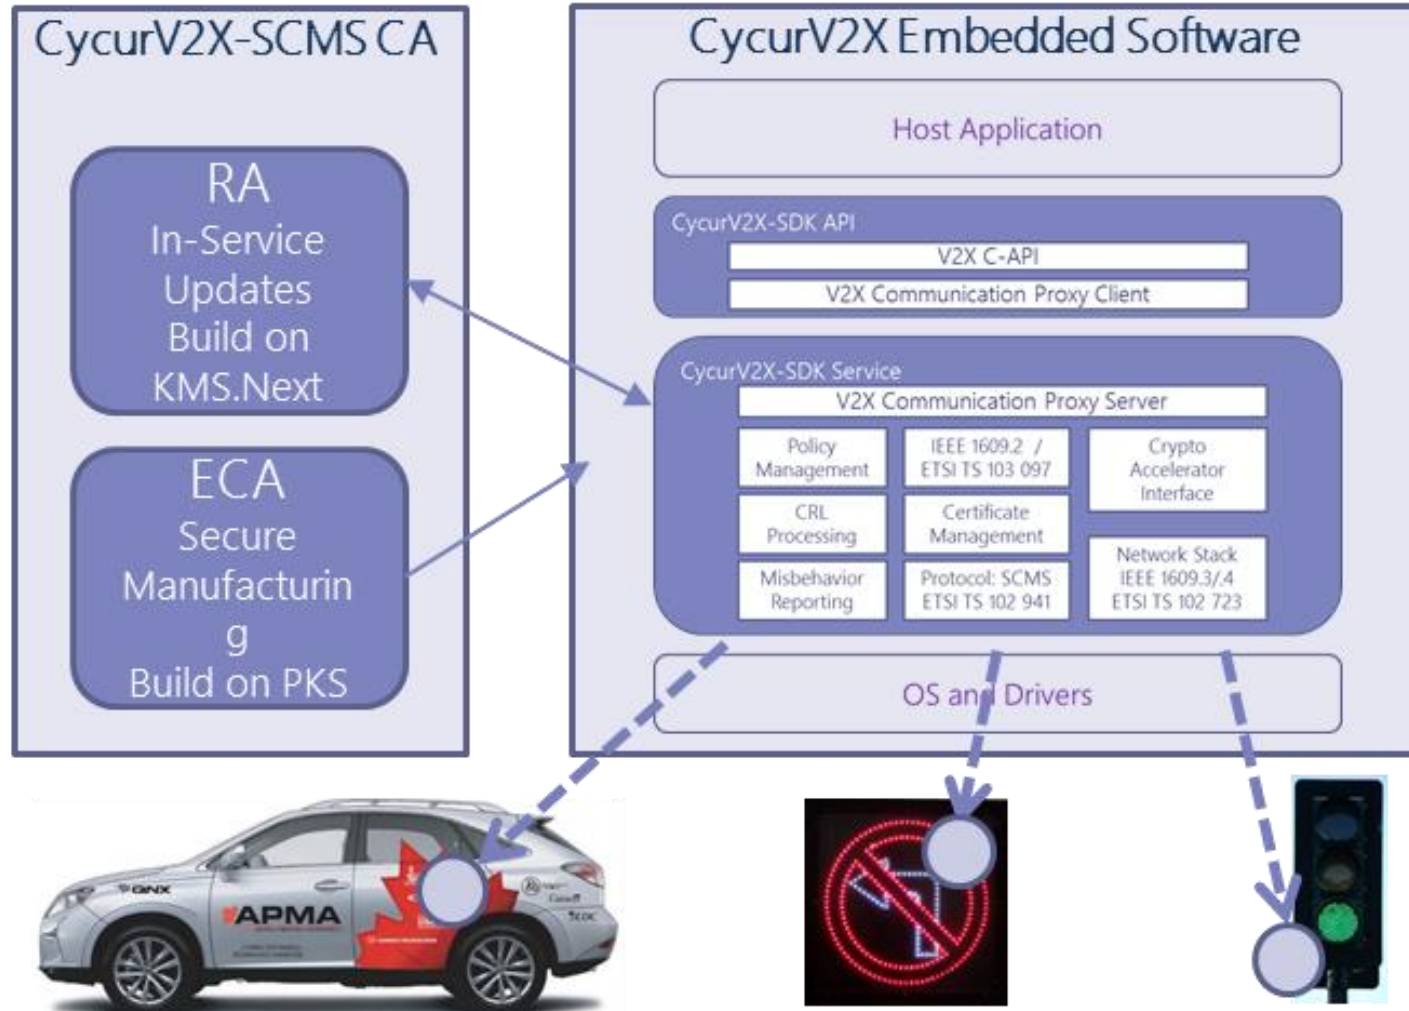 CycurV2X-SCMS CA
RA
In-Service
Updates
Build on
KMS.Next
ECA
Secure
Manufacturin
g
Build on PKS
CycurV2X Embedded Software
Host Application
CycurV2X-SDK API
V2X C-API
V2X Communication Proxy Client
CycurV2X-SDK Service
V2X Communication Proxy Server
Policy
Management
IEEE 1609.2 /
ETSI TS 103 097
Crypto
Accelerator
Interface
CRL
Processing
Certificate
Management
Misbehavior
Reporting
Protocol: SCMS
ETSI TS 102 941
Network Stack
IEEE 1609.3/.4
ETSI TS 102 723
OS and Drivers
QNX
APMA
Canada